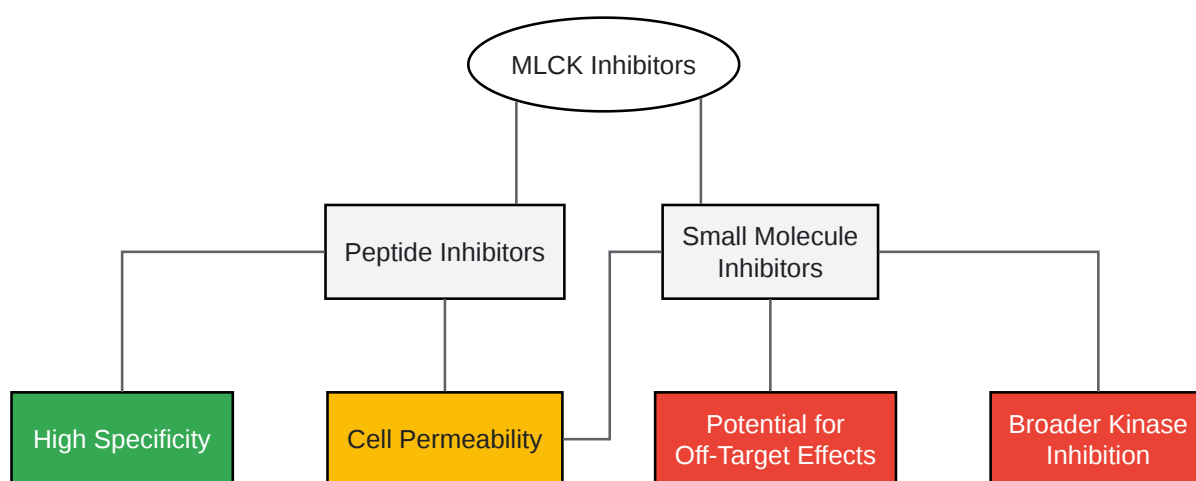 MLCK Inhibitors
Peptide Inhibitors
Small Molecule
Inhibitors
High Specificity
Cell Permeability
Potential for
Off-Target Effects
Broader Kinase
Inhibition